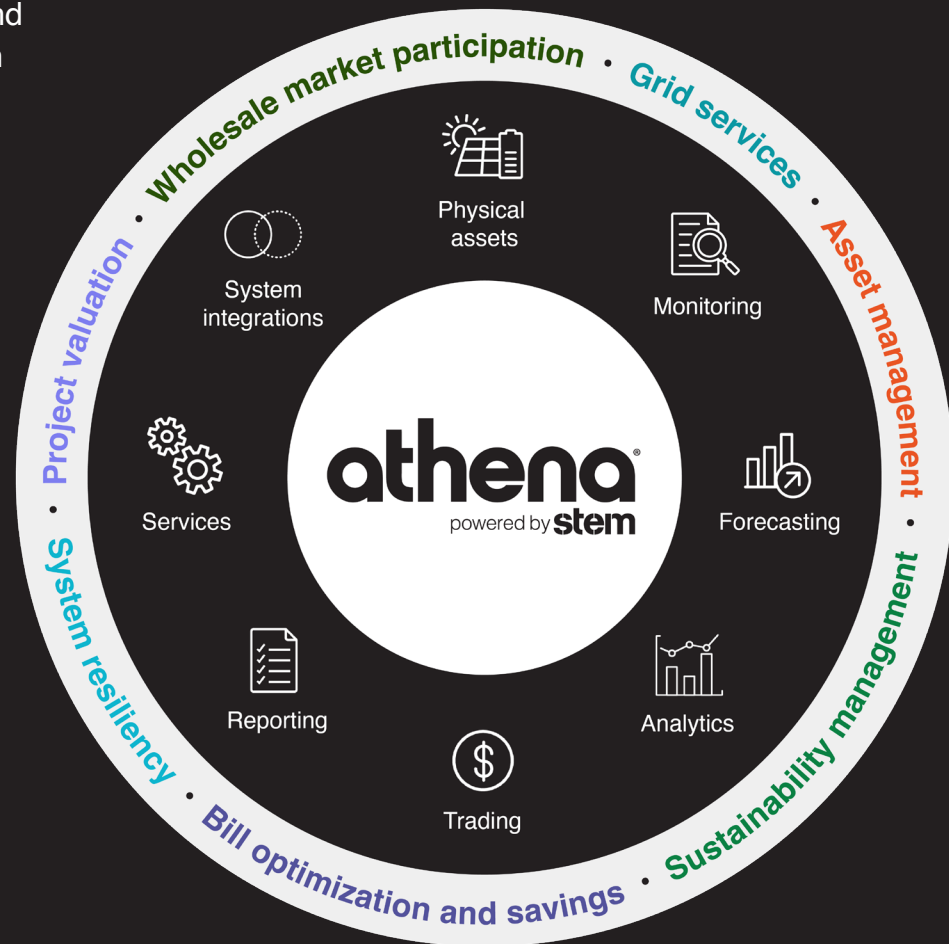 Wholesale market participation
•
Grid services
•
Asset management
•
Sustainability management
•
Bill optimization and savings
•
System resiliency
•
Project valuation
•
Physical
assets
Monitoring
Forecasting
Analytics
$
Trading
Reporting
Services
System
integrations
athena®
powered by stem